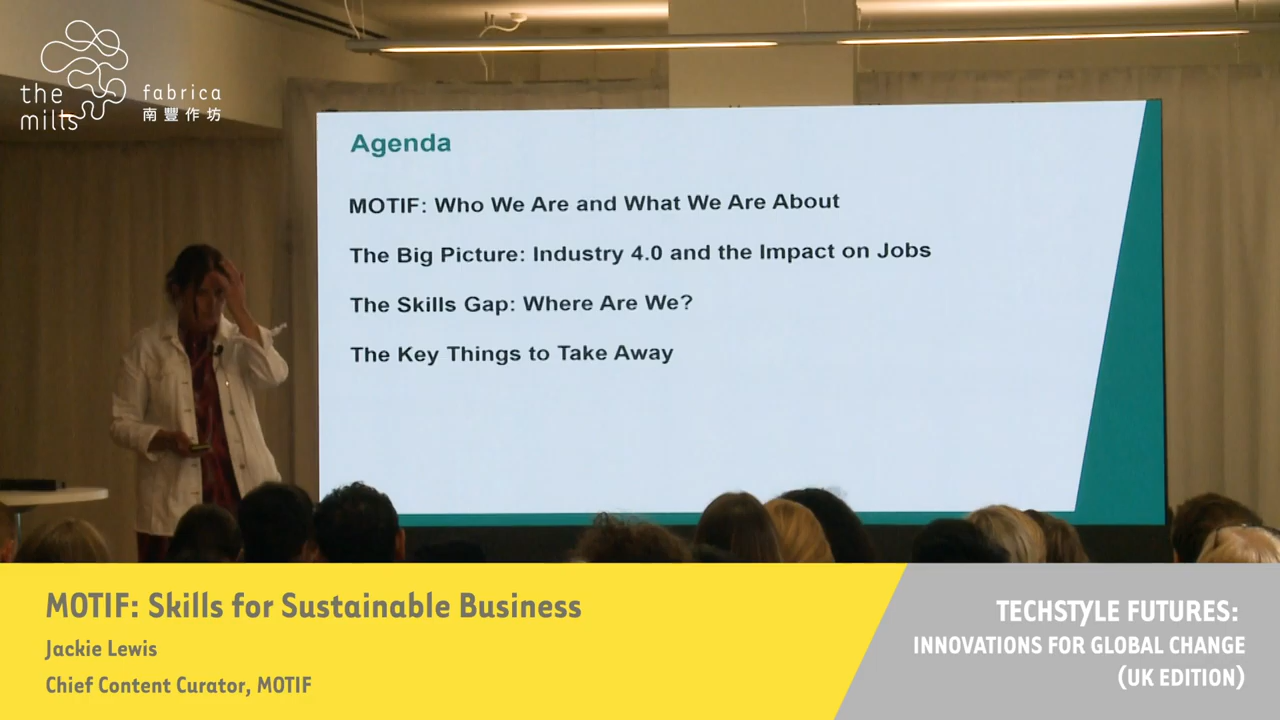 the
mills
fabrica
南豐作坊
Agenda
MOTIF: Who We Are and What We Are About
The Big Picture: Industry 4.0 and the Impact on Jobs
The Skills Gap: Where Are We?
The Key Things to Take Away
MOTIF: Skills for Sustainable Business
Jackie Lewis
Chief Content Curator, MOTIF
TECHSTYLE FUTURES:
INNOVATIONS FOR GLOBAL CHANGE
(UK EDITION)